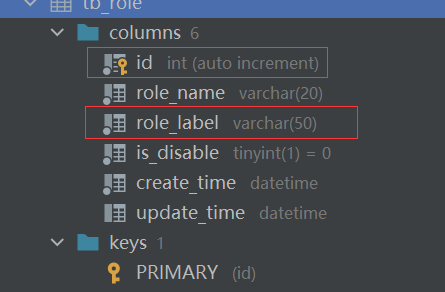 tb_role
columns 6
id int (auto increment)
role_name varchar(20)
role_label varchar(50)
is_disable tinyint(1) = 0
create_time datetime
update_time datetime
keys 1
PRIMARY (id)